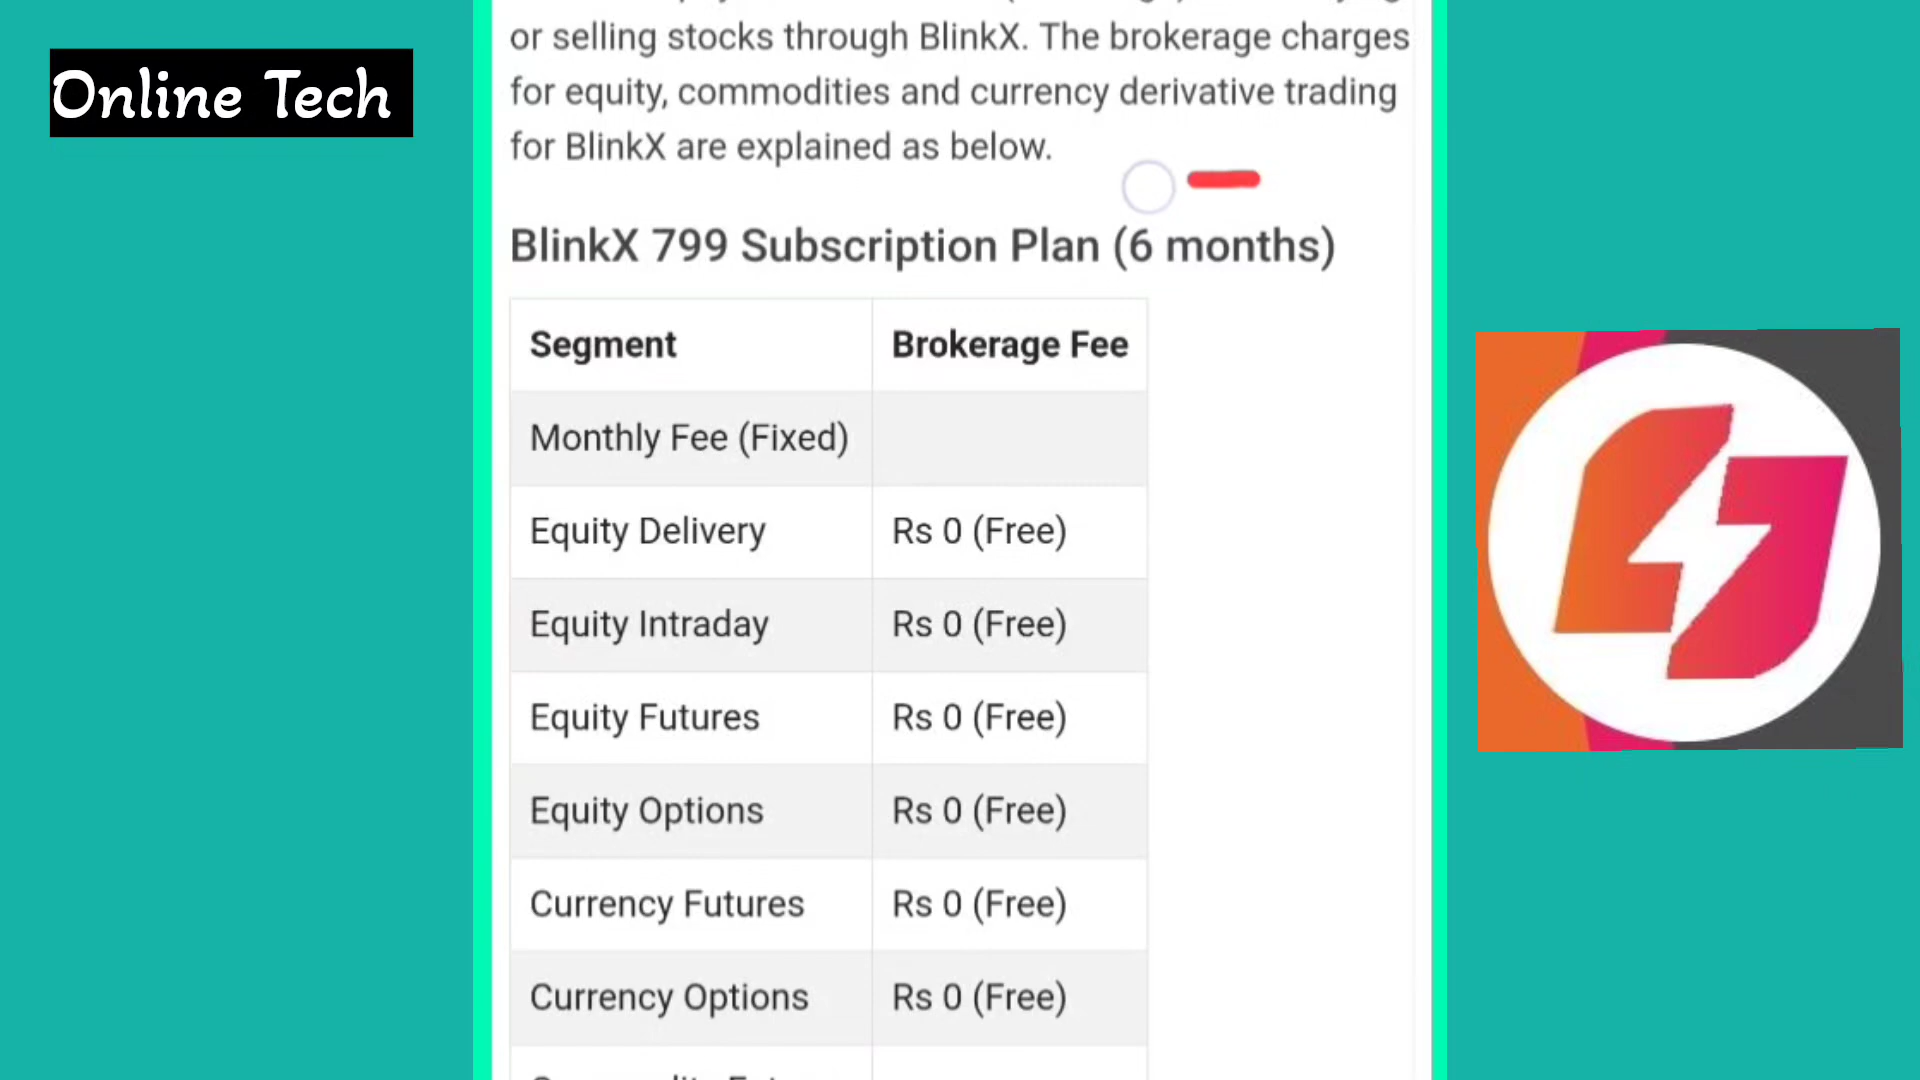 Online Tech
or selling stocks through BlinkX. The brokerage charges
for equity, commodities and currency derivative trading
for BlinkX are explained as below.
BlinkX 799 Subscription Plan (6 months)
Segment Brokerage Fee
Monthly Fee (Fixed)
Equity Delivery Rs 0 (Free)
Equity Intraday Rs 0 (Free)
Equity Futures Rs 0 (Free)
Equity Options Rs 0 (Free)
Currency Futures Rs 0 (Free)
Currency Options Rs 0 (Free)